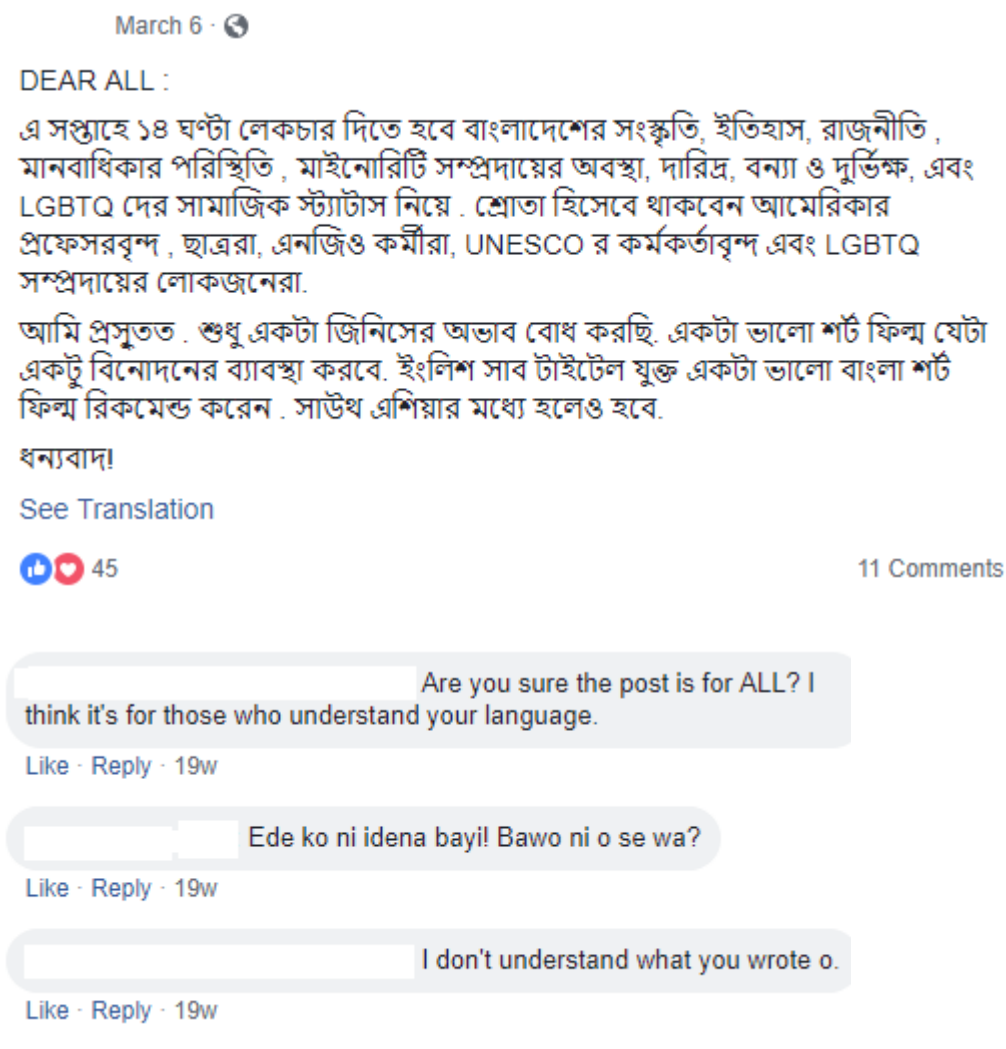 March 6 ·
DEAR ALL :
এ সপ্তাহে ১৪ ঘণ্টা লেকচার দিতে হবে বাংলাদেশের সংস্কৃতি, ইতিহাস, রাজনীতি ,
মানবাধিকার পরিস্থিতি , মাইনোরিটি সম্প্রদায়ের অবস্থা, দারিদ্র, বন্যা ও দুর্ভিক্ষ, এবং
LGBTQ দের সামাজিক স্ট্যাটাস নিয়ে . শ্রোতা হিসেবে থাকবেন আমেরিকার
প্রফেসরবৃন্দ , ছাত্ররা, এনজিও কর্মীরা, UNESCO র কর্মকর্তাবৃন্দ এবং LGBTQ
সম্প্রদায়ের লোকজনেরা.
আমি প্রস্তুত . শুধু একটা জিনিসের অভাব বোধ করছি. একটা ভালো শর্ট ফিল্ম যেটা
একটু বিনোদনের ব্যাবস্থা করবে. ইংলিশ সাব টাইটেল যুক্ত একটা ভালো বাংলা শর্ট
ফিল্ম রিকমেন্ড করেন . সাউথ এশিয়ার মধ্যে হলেও হবে.
ধন্যবাদ!
See Translation
45 11 Comments
Are you sure the post is for ALL? I
think it's for those who understand your language.
Like · Reply · 19w
Ede ko ni idena bayi! Bawo ni o se wa?
Like · Reply · 19w
I don't understand what you wrote o.
Like · Reply · 19w